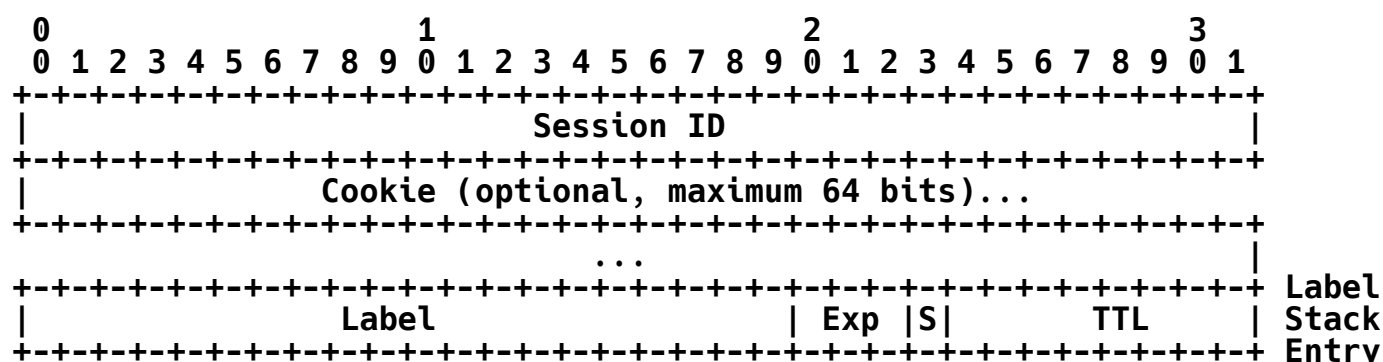 0                   1                   2                   3
 0 1 2 3 4 5 6 7 8 9 0 1 2 3 4 5 6 7 8 9 0 1 2 3 4 5 6 7 8 9 0 1
+-+-+-+-+-+-+-+-+-+-+-+-+-+-+-+-+-+-+-+-+-+-+-+-+-+-+-+-+-+-+-+-+
|                          Session ID                           |
+-+-+-+-+-+-+-+-+-+-+-+-+-+-+-+-+-+-+-+-+-+-+-+-+-+-+-+-+-+-+-+-+
|               Cookie (optional, maximum 64 bits)...
+-+-+-+-+-+-+-+-+-+-+-+-+-+-+-+-+-+-+-+-+-+-+-+-+-+-+-+-+-+-+-+-+
                              ...                               |
+-+-+-+-+-+-+-+-+-+-+-+-+-+-+-+-+-+-+-+-+-+-+-+-+-+-+-+-+-+-+-+-+ Label
|                Label                  | Exp |S|       TTL     | Stack
+-+-+-+-+-+-+-+-+-+-+-+-+-+-+-+-+-+-+-+-+-+-+-+-+-+-+-+-+-+-+-+-+ Entry